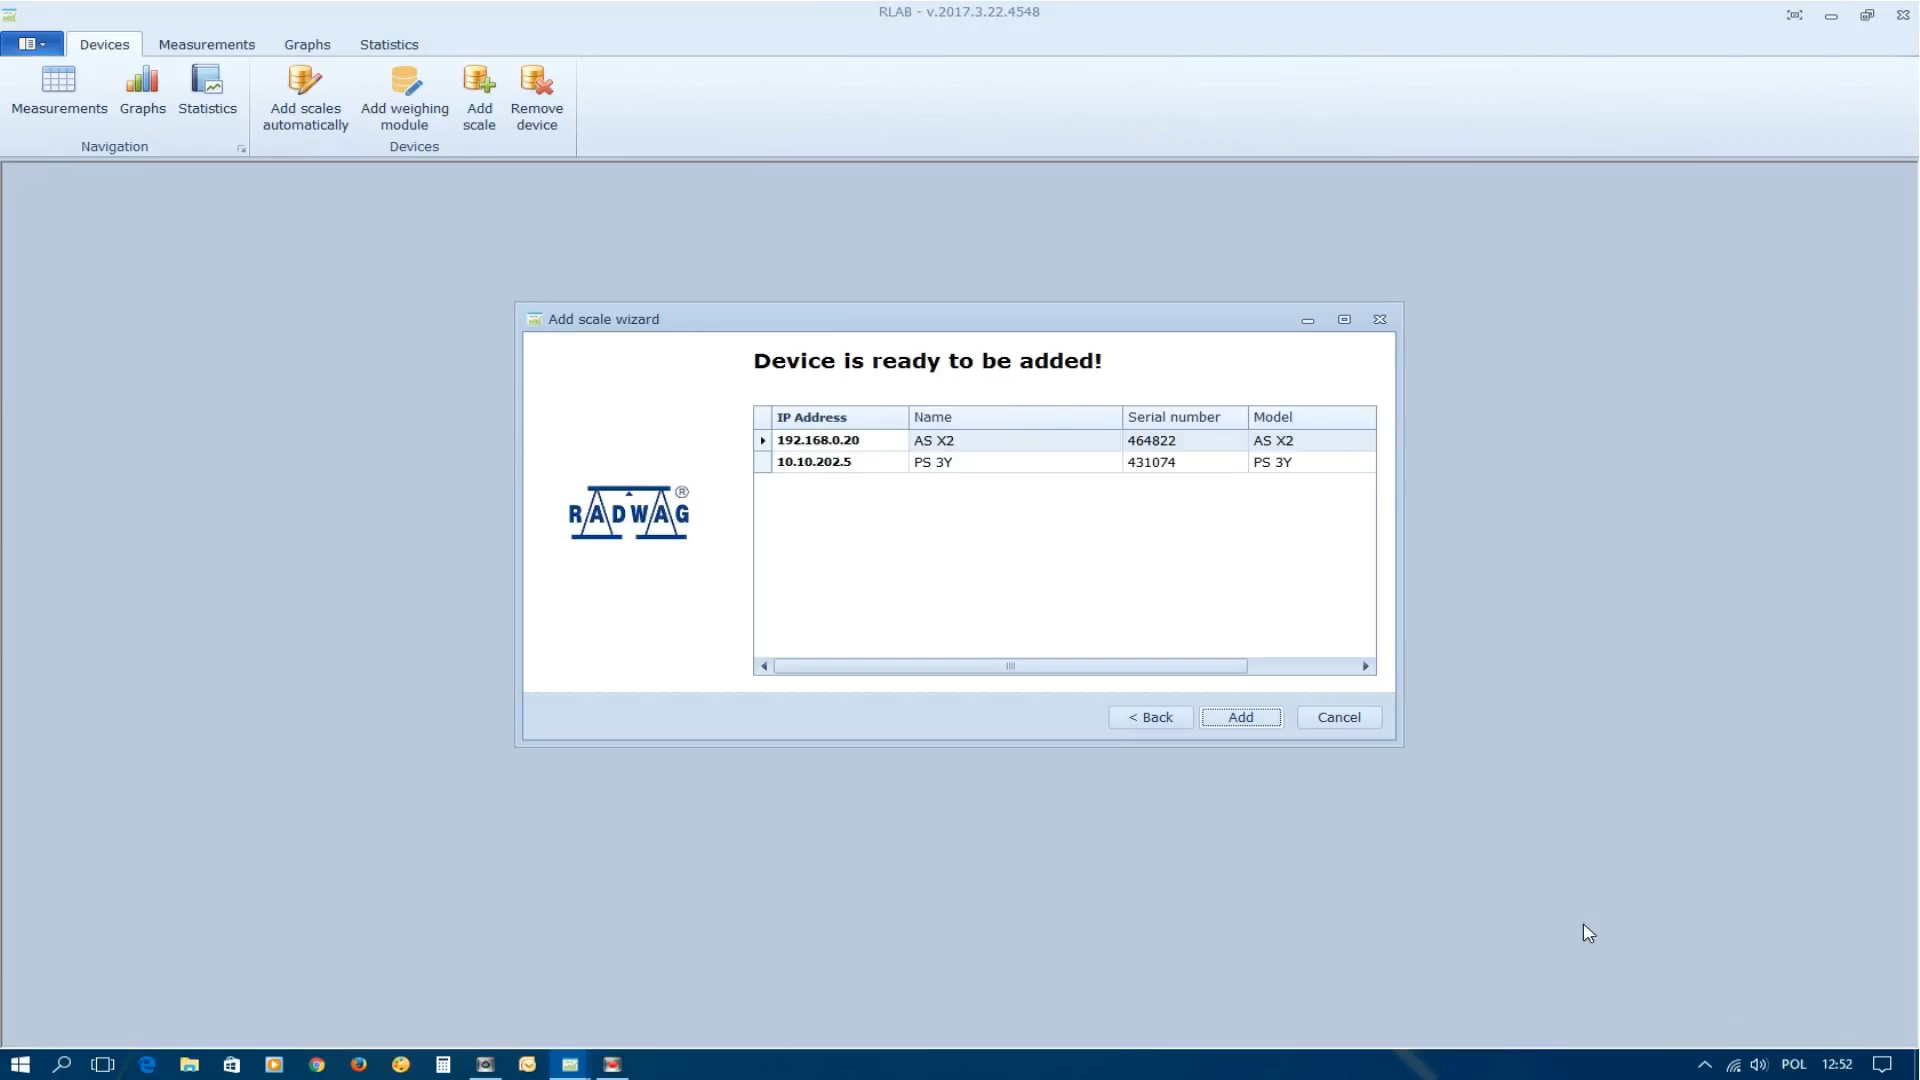 RLAB - v.2017.3.22.4548
Devices Measurements Graphs Statistics
Measurements Graphs Statistics Add scales automatically Add weighing module Add scale Remove device
Navigation Devices
Add scale wizard
Device is ready to be added!
IP Address Name Serial number Model
192.168.0.20 AS X2 464822 AS X2
10.10.202.5 PS 3Y 431074 PS 3Y
RADWAG ®
< Back Add Cancel
POL 12:52